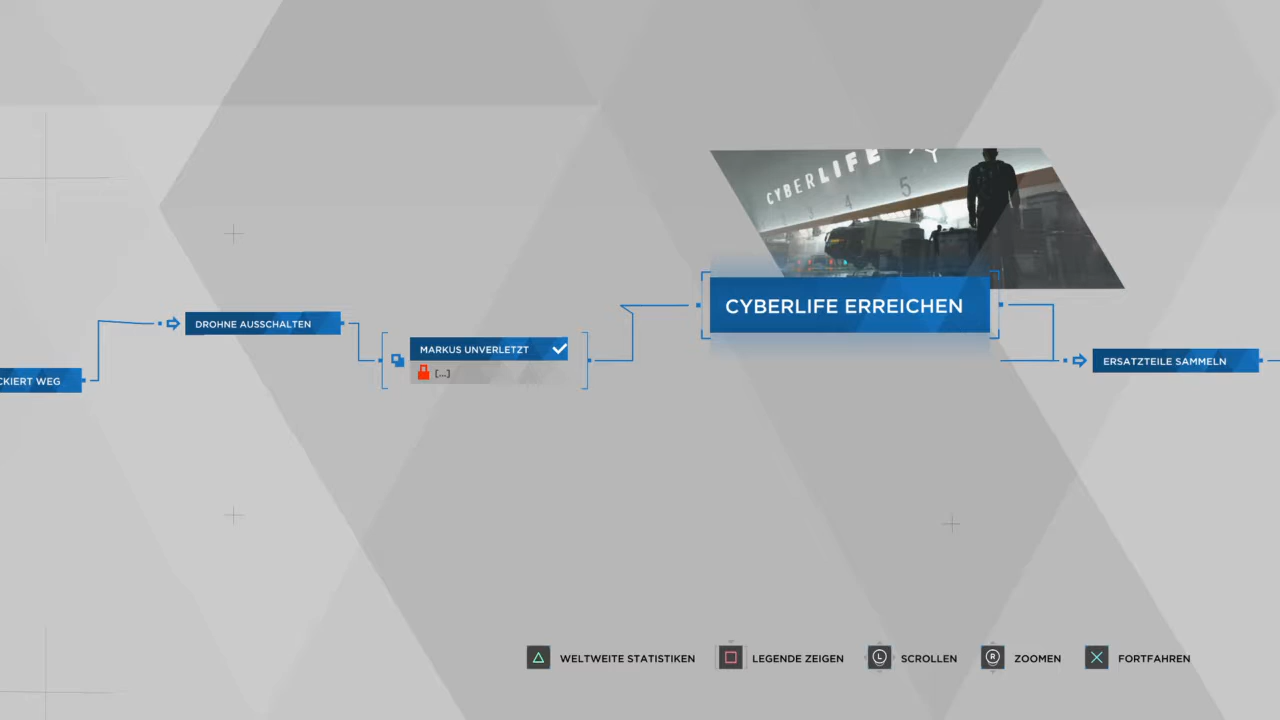 CYBERLIFE
3 4 5
CYBERLIFE ERREICHEN
DROHNE AUSSCHALTEN
MARKUS UNVERLETZT
[...]
CKIERT WEG
ERSATZTEILE SAMMELN
WELTWEITE STATISTIKEN
LEGENDE ZEIGEN
L
SCROLLEN
R
ZOOMEN
FORTFAHREN